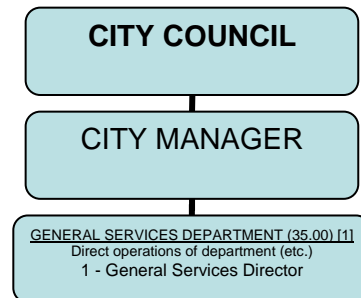 CITY COUNCIL
CITY MANAGER
GENERAL SERVICES DEPARTMENT (35.00) [1]
Direct operations of department (etc.)
1 - General Services Director